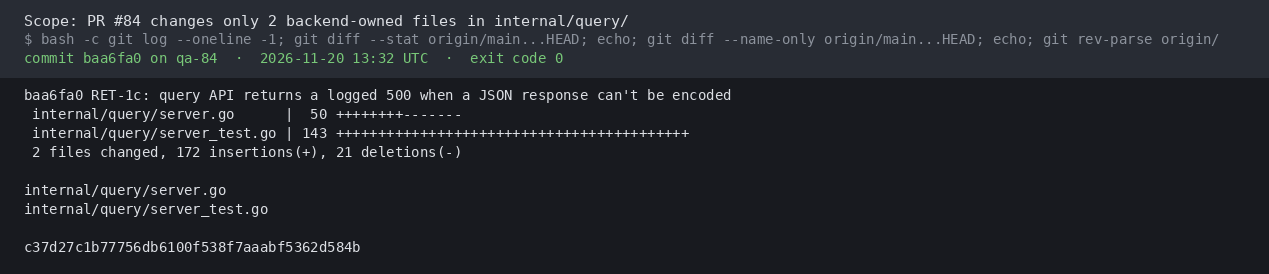 Scope: PR #84 changes only 2 backend-owned files in internal/query/
$ bash -c git log --oneline -1; git diff --stat origin/main...HEAD; echo; git diff --name-only origin/main...HEAD; echo; git rev-parse origin/
commit baa6fa0 on qa-84 · 2026-11-20 13:32 UTC · exit code 0
baa6fa0 RET-1c: query API returns a logged 500 when a JSON response can't be encoded
internal/query/server.go      |  50 ++++++++-------
internal/query/server_test.go | 143 ++++++++++++++++++++++++++++++++++++++++++
2 files changed, 172 insertions(+), 21 deletions(-)
internal/query/server.go
internal/query/server_test.go
c37d27c1b77756db6100f538f7aaabf5362d584b